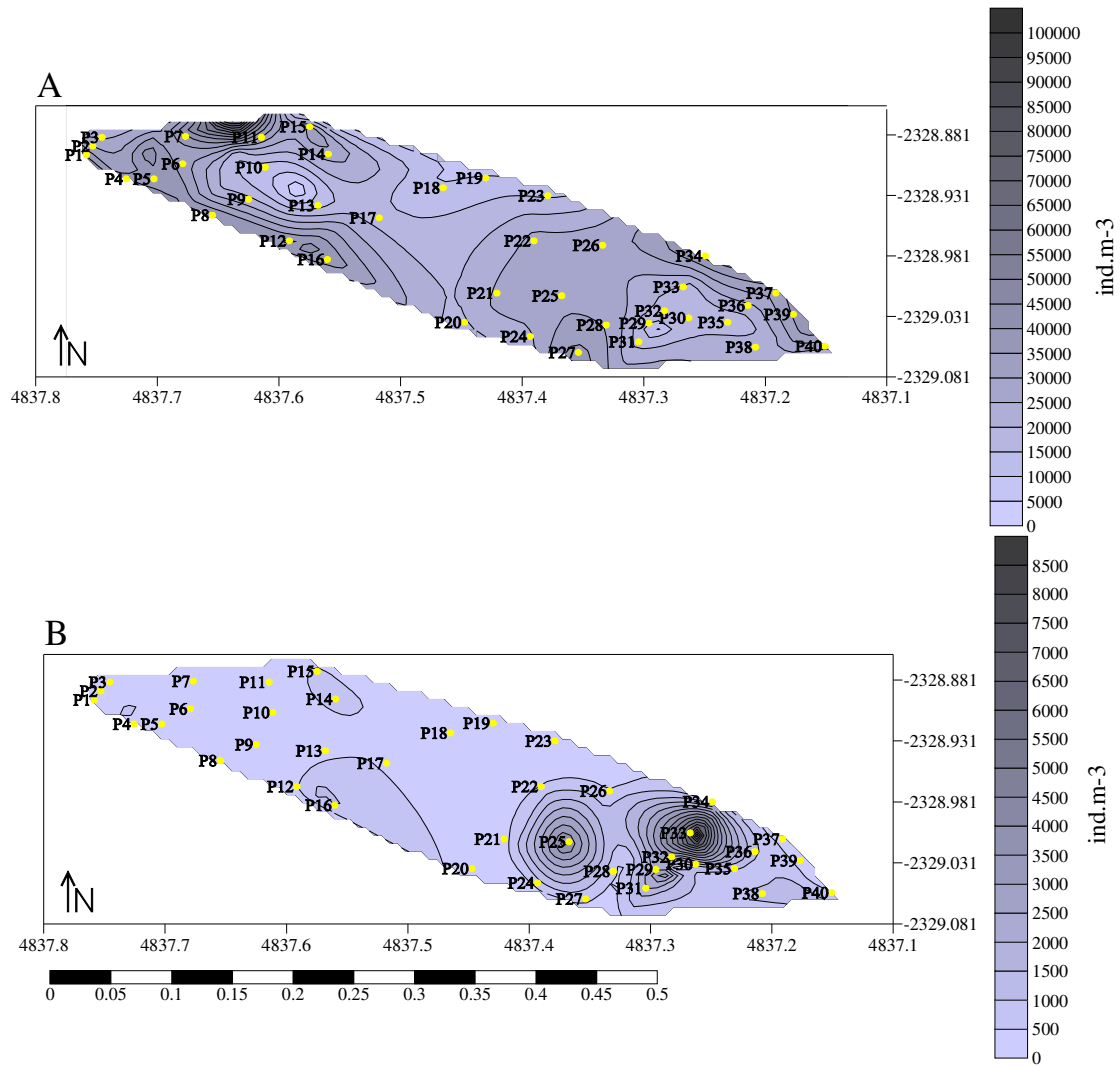 A
P1
P2
P3
P4
P5
P6
P7
P8
P9
P10
P11
P12
P13
P14
P15
P16
P17
P18
P19
P20
P21
P22
P23
P24
P25
P26
P27
P28
P29
P30
P31
P32
P33
P34
P35
P36
P37
P38
P39
P40
N
4837.8 4837.7 4837.6 4837.5 4837.4 4837.3 4837.2 4837.1
-2328.881
-2328.931
-2328.981
-2329.031
-2329.081
100000
95000
90000
85000
80000
75000
70000
65000
60000
55000
50000
45000
40000
35000
30000
25000
20000
15000
10000
5000
0
ind.m-3
B
P1
P2
P3
P4
P5
P6
P7
P8
P9
P10
P11
P12
P13
P14
P15
P16
P17
P18
P19
P20
P21
P22
P23
P24
P25
P26
P27
P28
P29
P30
P31
P32
P33
P34
P35
P36
P37
P38
P39
P40
N
4837.8 4837.7 4837.6 4837.5 4837.4 4837.3 4837.2 4837.1
-2328.881
-2328.931
-2328.981
-2329.031
-2329.081
8500
8000
7500
7000
6500
6000
5500
5000
4500
4000
3500
3000
2500
2000
1500
1000
500
0
ind.m-3
0 0.05 0.1 0.15 0.2 0.25 0.3 0.35 0.4 0.45 0.5